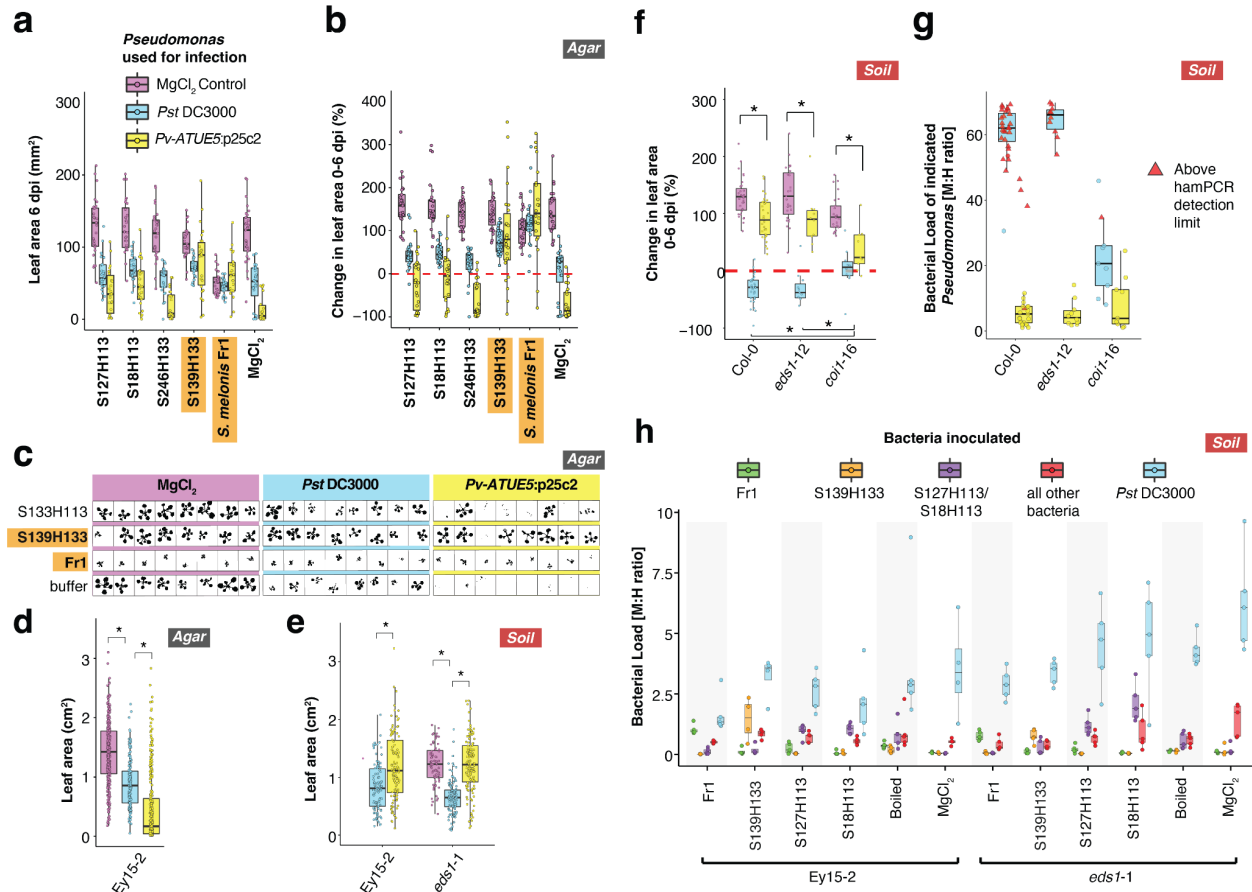 a
Pseudomonas
used for infection
MgCl2 Control
Pst DC3000
Pv-ATUE5:p25c2
Leaf area 6 dpi (mm²)
300
200
100
0
S127H113
S18H113
S246H133
S139H133
S. melonis Fr1
MgCl2
b
Agar
Change in leaf area 0-6 dpi (%)
400
300
200
100
0
−100
S127H113
S18H113
S246H133
S139H133
S. melonis Fr1
MgCl2
f
Soil
Change in leaf area
0-6 dpi (%)
300
200
100
0
−100
*
*
*
*
*
Col-0
eds1-12
coi1-16
g
Soil
Bacterial Load of indicated
Pseudomonas [M:H ratio]
60
40
20
0
Col-0
eds1-12
coi1-16
Above
hamPCR
detection
limit
c
Agar
MgCl2
Pst DC3000
Pv-ATUE5:p25c2
S133H113
S139H133
Fr1
buffer
d
Agar
Leaf area (cm²)
3
2
1
0
*
*
Ey15-2
e
Soil
Leaf area (cm²)
3
2
1
0
*
*
*
Ey15-2
eds1-1
h
Soil
Bacteria inoculated
Fr1
S139H133
S127H113/
S18H113
all other
bacteria
Pst DC3000
Bacterial Load [M:H ratio]
10
7.5
5
2.5
0
Fr1
S139H133
S127H113
S18H113
Boiled
MgCl2
Fr1
S139H133
S127H113
S18H113
Boiled
MgCl2
Ey15-2
eds1-1